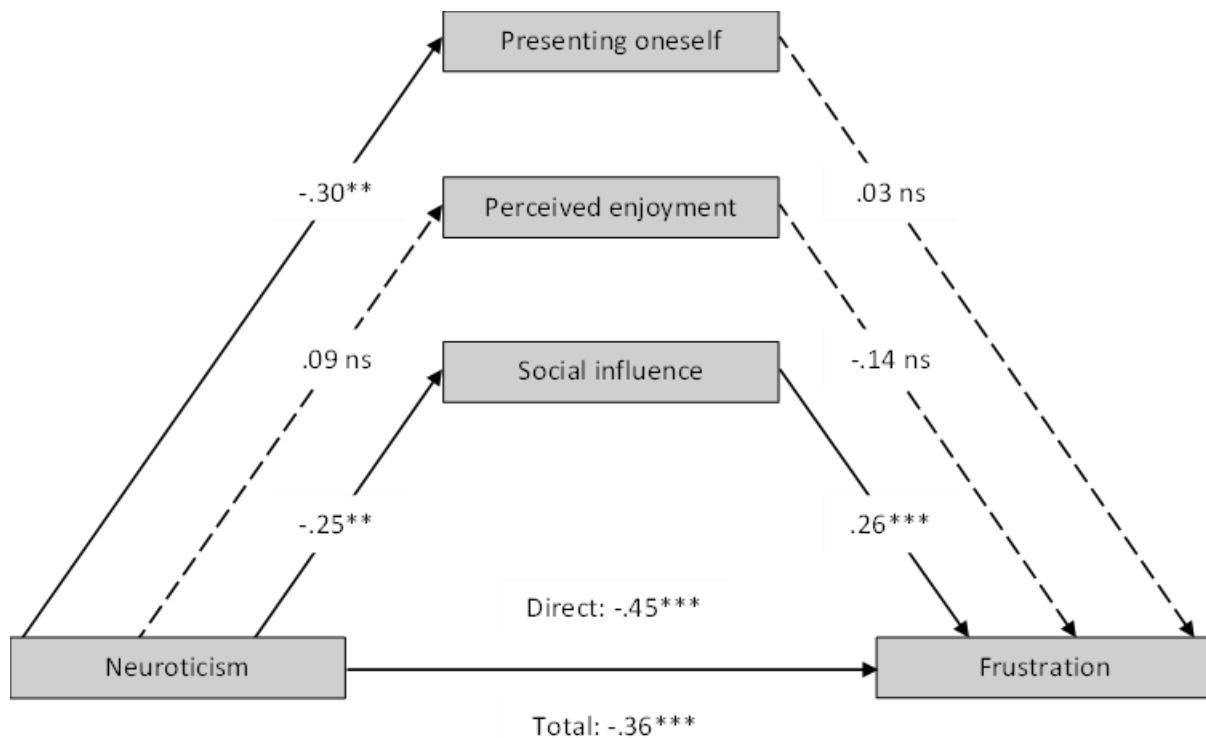 Presenting oneself
-.30**
.03 ns
Perceived enjoyment
.09 ns
-.14 ns
Social influence
-.25**
.26***
Direct: -.45***
Neuroticism
Frustration
Total: -.36***